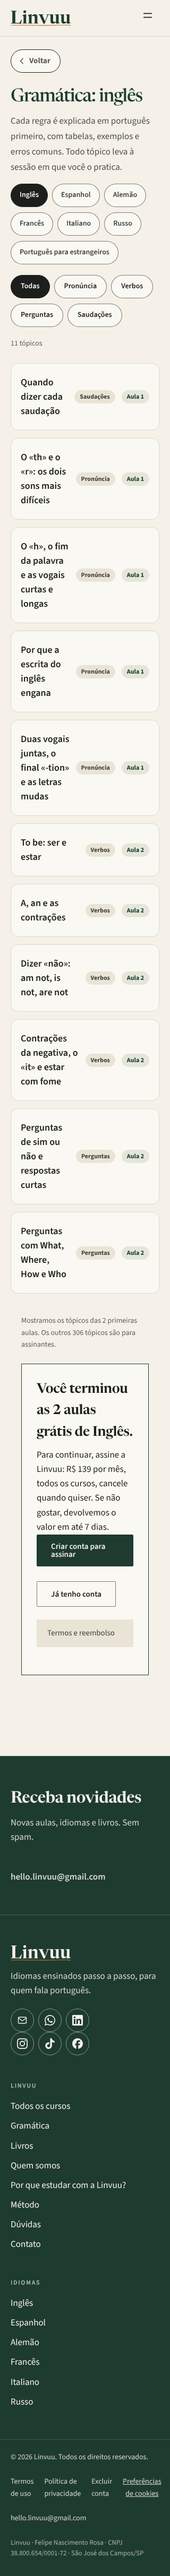 Linvuu
Voltar
Gramática: inglês
Cada regra é explicada em português
primeiro, com tabelas, exemplos e
erros comuns. Todo tópico leva à
sessão em que você o pratica.
Inglês
Espanhol
Alemão
Francês
Italiano
Russo
Português para estrangeiros
Todas
Pronúncia
Verbos
Perguntas
Saudações
11 tópicos
Quando
dizer cada
saudação
Saudações
Aula 1
O «th» e o
«r»: os dois
sons mais
difíceis
Pronúncia
Aula 1
O «h», o fim
da palavra
e as vogais
curtas e
longas
Pronúncia
Aula 1
Por que a
escrita do
inglês
engana
Pronúncia
Aula 1
Duas vogais
juntas, o
final «-tion»
e as letras
mudas
Pronúncia
Aula 1
To be: ser e
estar
Verbos
Aula 2
A, an e as
contrações
Verbos
Aula 2
Dizer «não»:
am not, is
not, are not
Verbos
Aula 2
Contrações
da negativa, o
«it» e estar
com fome
Verbos
Aula 2
Perguntas
de sim ou
não e
respostas
curtas
Perguntas
Aula 2
Perguntas
com What,
Where,
How e Who
Perguntas
Aula 2
Mostramos os tópicos das 2 primeiras
aulas. Os outros 306 tópicos são para
assinantes.
Você terminou
as 2 aulas
grátis de Inglês.
Para continuar, assine a
Linvuu: R$ 139 por mês,
todos os cursos, cancele
quando quiser. Se não
gostar, devolvemos o
valor em até 7 dias.
Criar conta para
assinar
Já tenho conta
Termos e reembolso
Receba novidades
Novas aulas, idiomas e livros. Sem
spam.
hello.linvuu@gmail.com
Linvuu
Idiomas ensinados passo a passo, para
quem fala português.
LINVUU
Todos os cursos
Gramática
Livros
Quem somos
Por que estudar com a Linvuu?
Método
Dúvidas
Contato
IDIOMAS
Inglês
Espanhol
Alemão
Francês
Italiano
Russo
© 2026 Linvuu. Todos os direitos reservados.
Termos
de uso
Política de
privacidade
Excluir
conta
Preferências
de cookies
hello.linvuu@gmail.com
Linvuu · Felipe Nascimento Rosa · CNPJ
38.800.654/0001-72 · São José dos Campos/SP